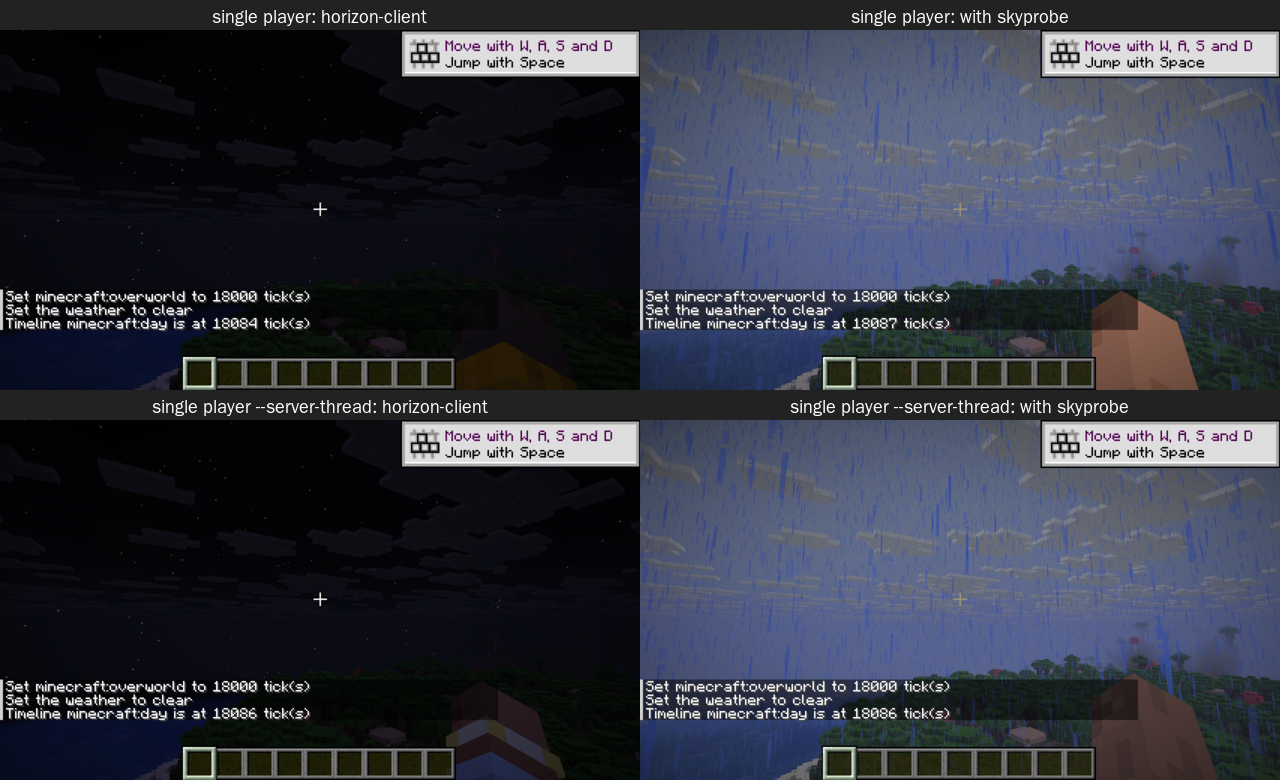 single player: horizon-client
single player: with skyprobe
Move with W, A, S and D
Jump with Space
Move with W, A, S and D
Jump with Space
Set minecraft:overworld to 18000 tick(s)
Set the weather to clear
Timeline minecraft:day is at 18084 tick(s)
Set minecraft:overworld to 18000 tick(s)
Set the weather to clear
Timeline minecraft:day is at 18087 tick(s)
single player --server-thread: horizon-client
single player --server-thread: with skyprobe
Move with W, A, S and D
Jump with Space
Move with W, A, S and D
Jump with Space
Set minecraft:overworld to 18000 tick(s)
Set the weather to clear
Timeline minecraft:day is at 18086 tick(s)
Set minecraft:overworld to 18000 tick(s)
Set the weather to clear
Timeline minecraft:day is at 18086 tick(s)